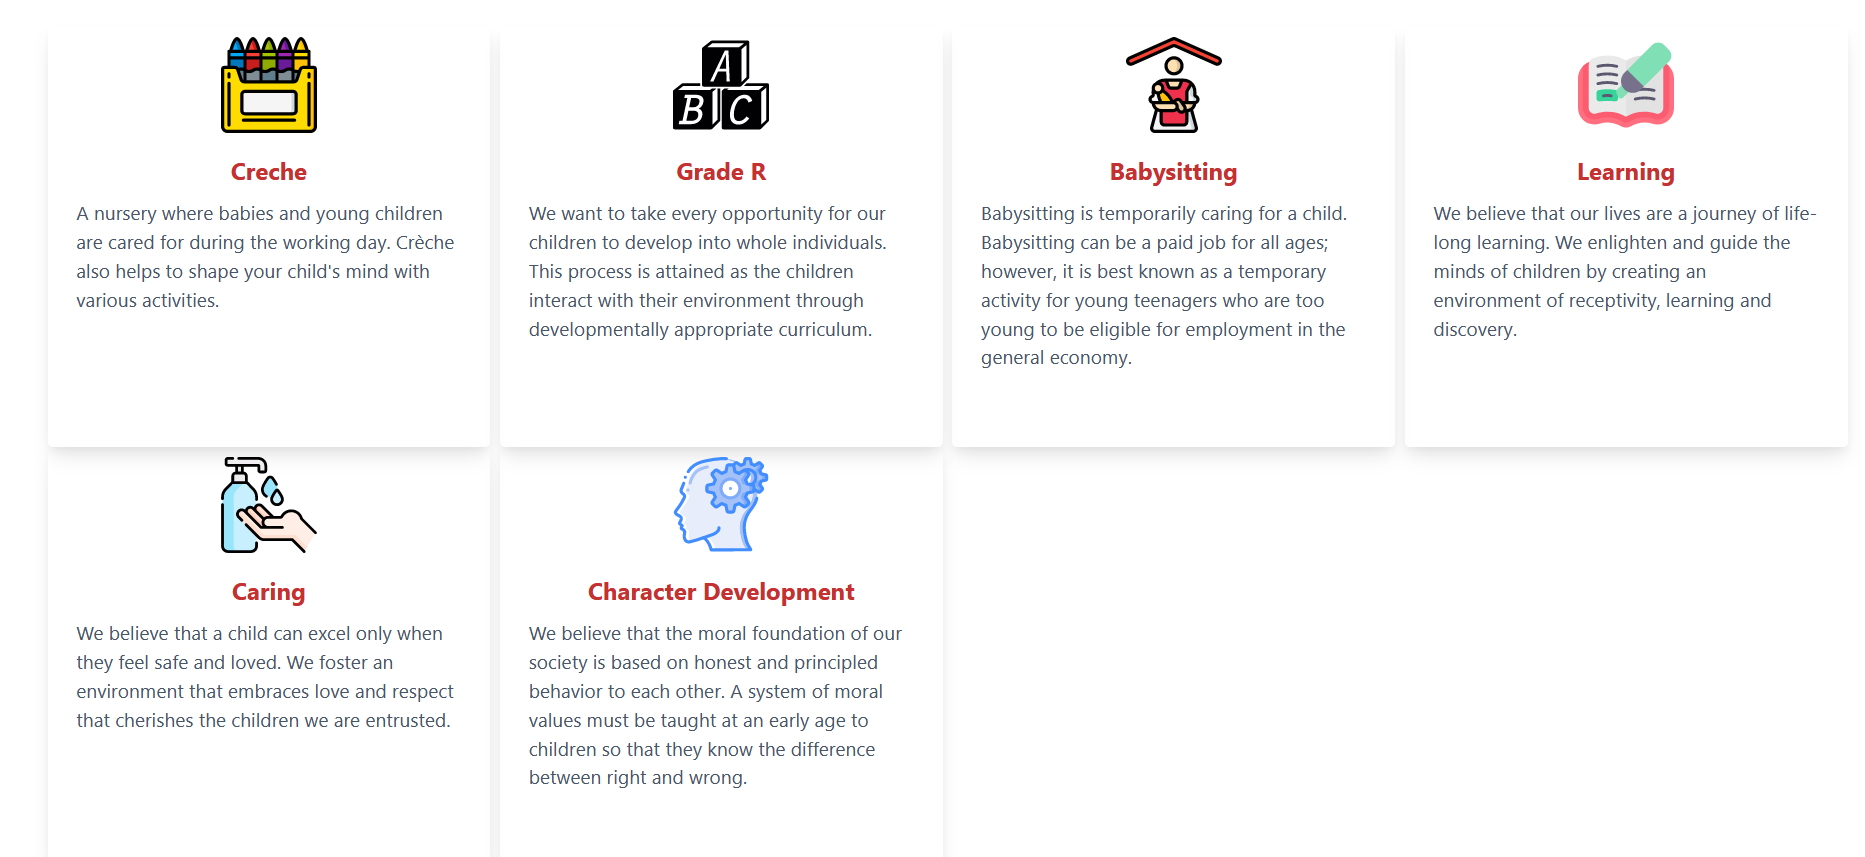 A
B C
Creche
A nursery where babies and young children
are cared for during the working day. Crèche
also helps to shape your child's mind with
various activities.
Grade R
We want to take every opportunity for our
children to develop into whole individuals.
This process is attained as the children
interact with their environment through
developmentally appropriate curriculum.
Babysitting
Babysitting is temporarily caring for a child.
Babysitting can be a paid job for all ages;
however, it is best known as a temporary
activity for young teenagers who are too
young to be eligible for employment in the
general economy.
Learning
We believe that our lives are a journey of life-
long learning. We enlighten and guide the
minds of children by creating an
environment of receptivity, learning and
discovery.
Caring
We believe that a child can excel only when
they feel safe and loved. We foster an
environment that embraces love and respect
that cherishes the children we are entrusted.
Character Development
We believe that the moral foundation of our
society is based on honest and principled
behavior to each other. A system of moral
values must be taught at an early age to
children so that they know the difference
between right and wrong.